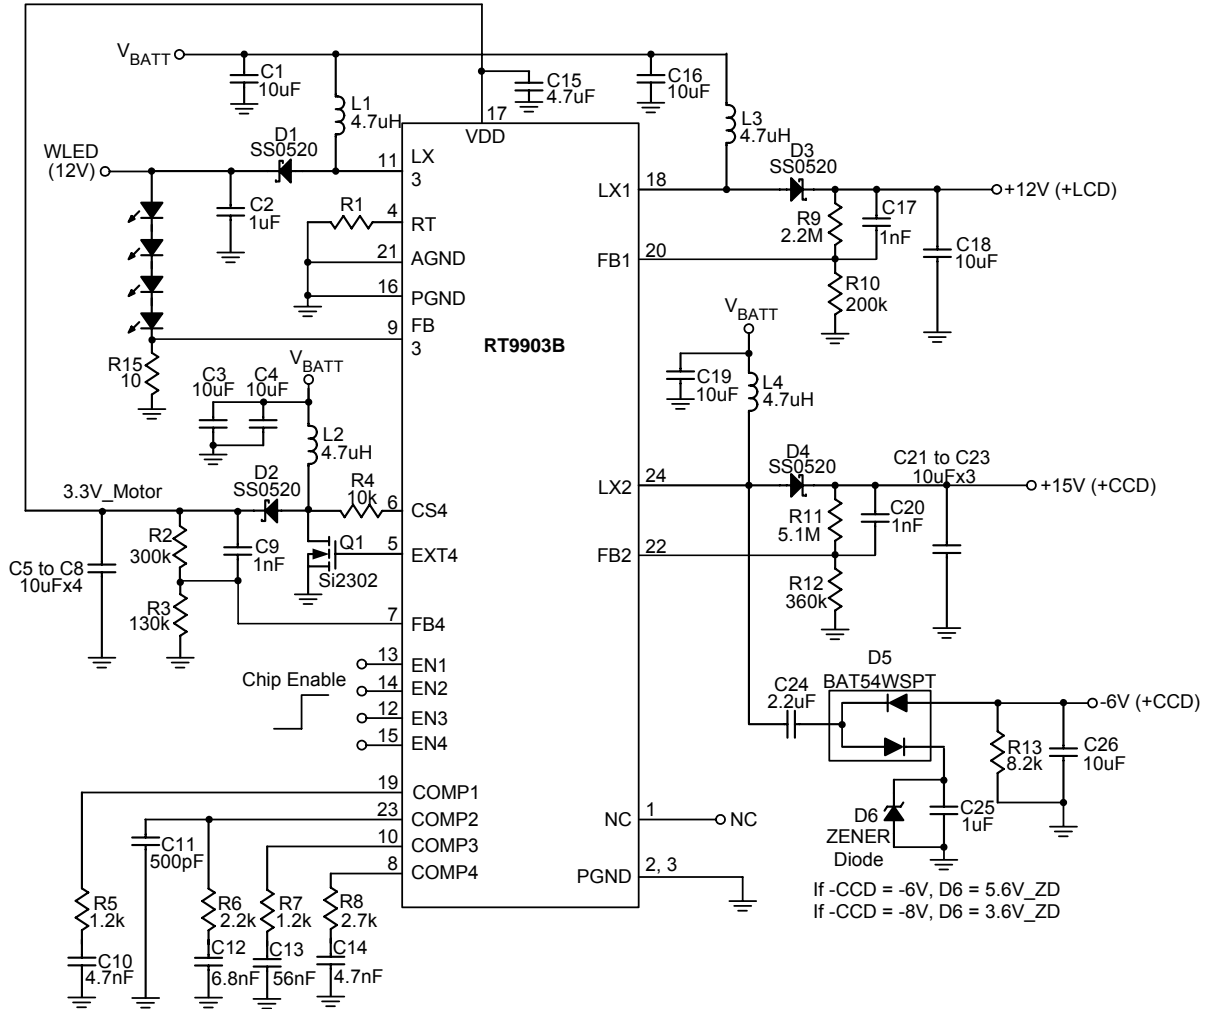 V_BATT
C1
10uF
L1
4.7uH
C15
4.7uF
C16
10uF
17
VDD
L3
4.7uH
D1
SS0520
WLED
(12V)
11
LX
3
C2
1uF
R1
4
RT
21
AGND
16
PGND
9
FB
3
R15
10
RT9903B
D3
SS0520
LX1
18
+12V (+LCD)
R9
2.2M
C17
1nF
C18
10uF
FB1
20
R10
200k
V_BATT
C3
10uF
C4
10uF
L2
4.7uH
V_BATT
C19
10uF
L4
4.7uH
D2
SS0520
3.3V_Motor
R4
10k
6
CS4
R2
300k
C9
1nF
Q1
Si2302
5
EXT4
C5 to C8
10uFx4
R3
130k
7
FB4
D4
SS0520
LX2
24
C21 to C23
10uFx3
+15V (+CCD)
R11
5.1M
C20
1nF
FB2
22
R12
360k
13
EN1
Chip Enable
14
EN2
12
EN3
15
EN4
D5
BAT54WSPT
C24
2.2uF
-6V (+CCD)
R13
8.2k
C26
10uF
D6
ZENER
Diode
C25
1uF
19
COMP1
23
COMP2
10
COMP3
8
COMP4
C11
500pF
R5
1.2k
R6
2.2k
R7
1.2k
R8
2.7k
C10
4.7nF
C12
6.8nF
C13
56nF
C14
4.7nF
NC
1
NC
PGND
2, 3
If -CCD = -6V, D6 = 5.6V_ZD
If -CCD = -8V, D6 = 3.6V_ZD